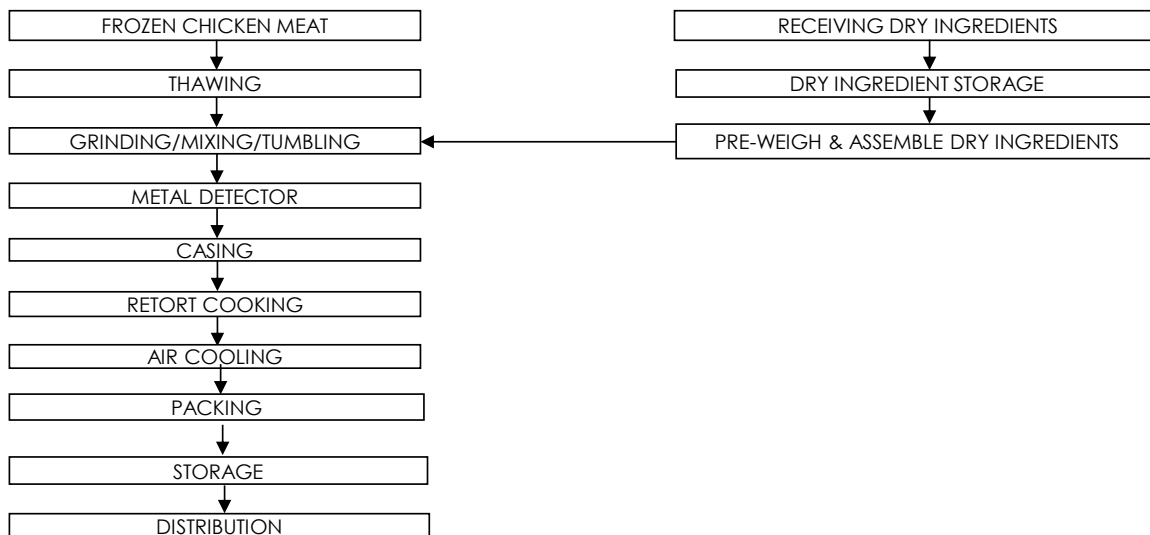 FROZEN CHICKEN MEAT
RECEIVING DRY INGREDIENTS
THAWING
DRY INGREDIENT STORAGE
GRINDING/MIXING/TUMBLING
PRE-WEIGH & ASSEMBLE DRY INGREDIENTS
METAL DETECTOR
CASING
RETORT COOKING
AIR COOLING
PACKING
STORAGE
DISTRIBUTION